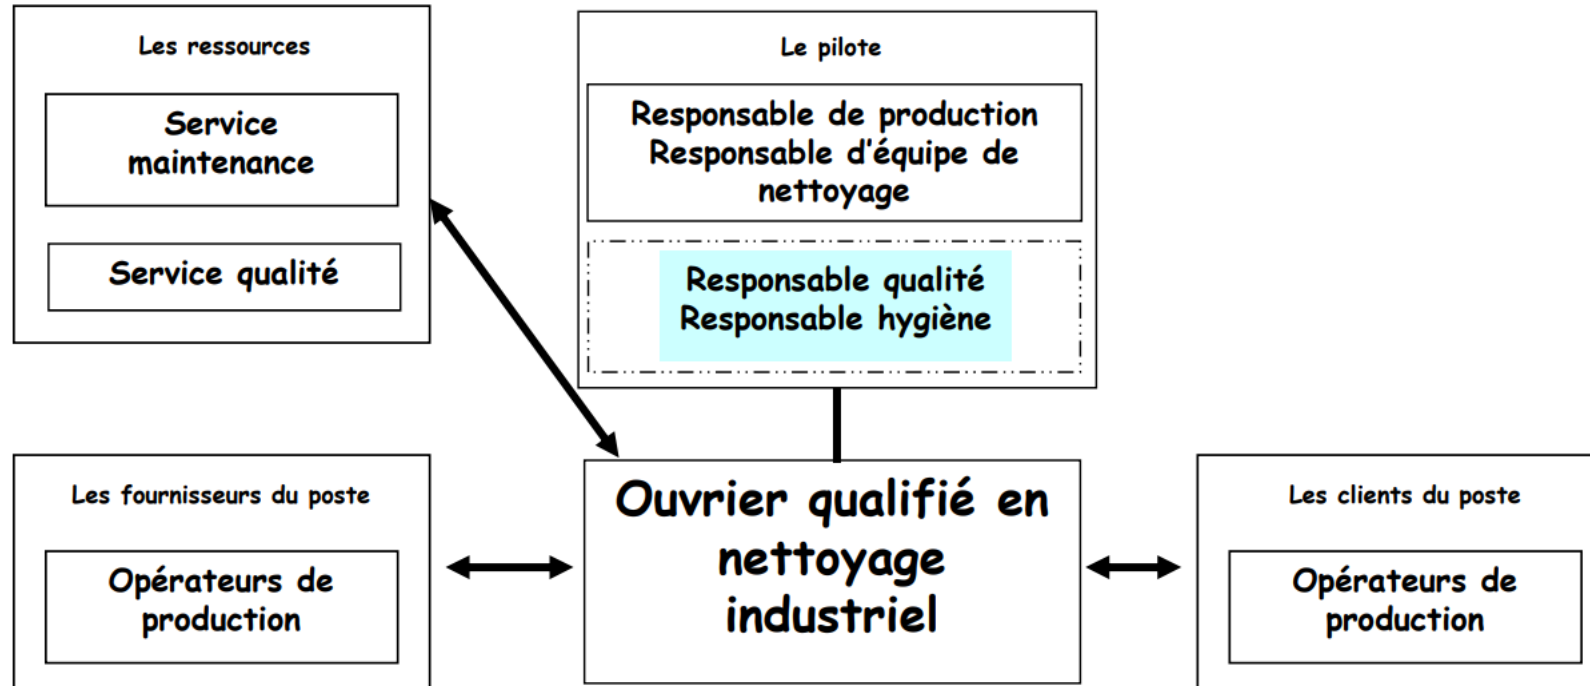 Les ressources
Service
maintenance
Service qualité
Le pilote
Responsable de production
Responsable d'équipe de
nettoyage
Responsable qualité
Responsable hygiène
Les fournisseurs du poste
Opérateurs de
production
Ouvrier qualifié en
nettoyage
industriel
Les clients du poste
Opérateurs de
production